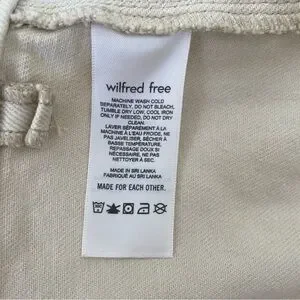 wilfred free
MACHINE WASH COLD
SEPARATELY, DO NOT BLEACH,
TUMBLE DRY LOW, COOL IRON
ONLY IF NEEDED, DO NOT DRY
CLEAN.
LAVER SÉPARÉMENT À LA
MACHINE À L'EAU FROIDE, NE
PAS JAVELISER, SÉCHER À
BASSE TEMPÉRATURE,
REPASSAGE DOUX SI
NÉCESSAIRE, NE PAS
NETTOYER À SEC.
MADE IN SRI LANKA
FABRIQUÉ AU SRI LANKA
MADE FOR EACH OTHER.